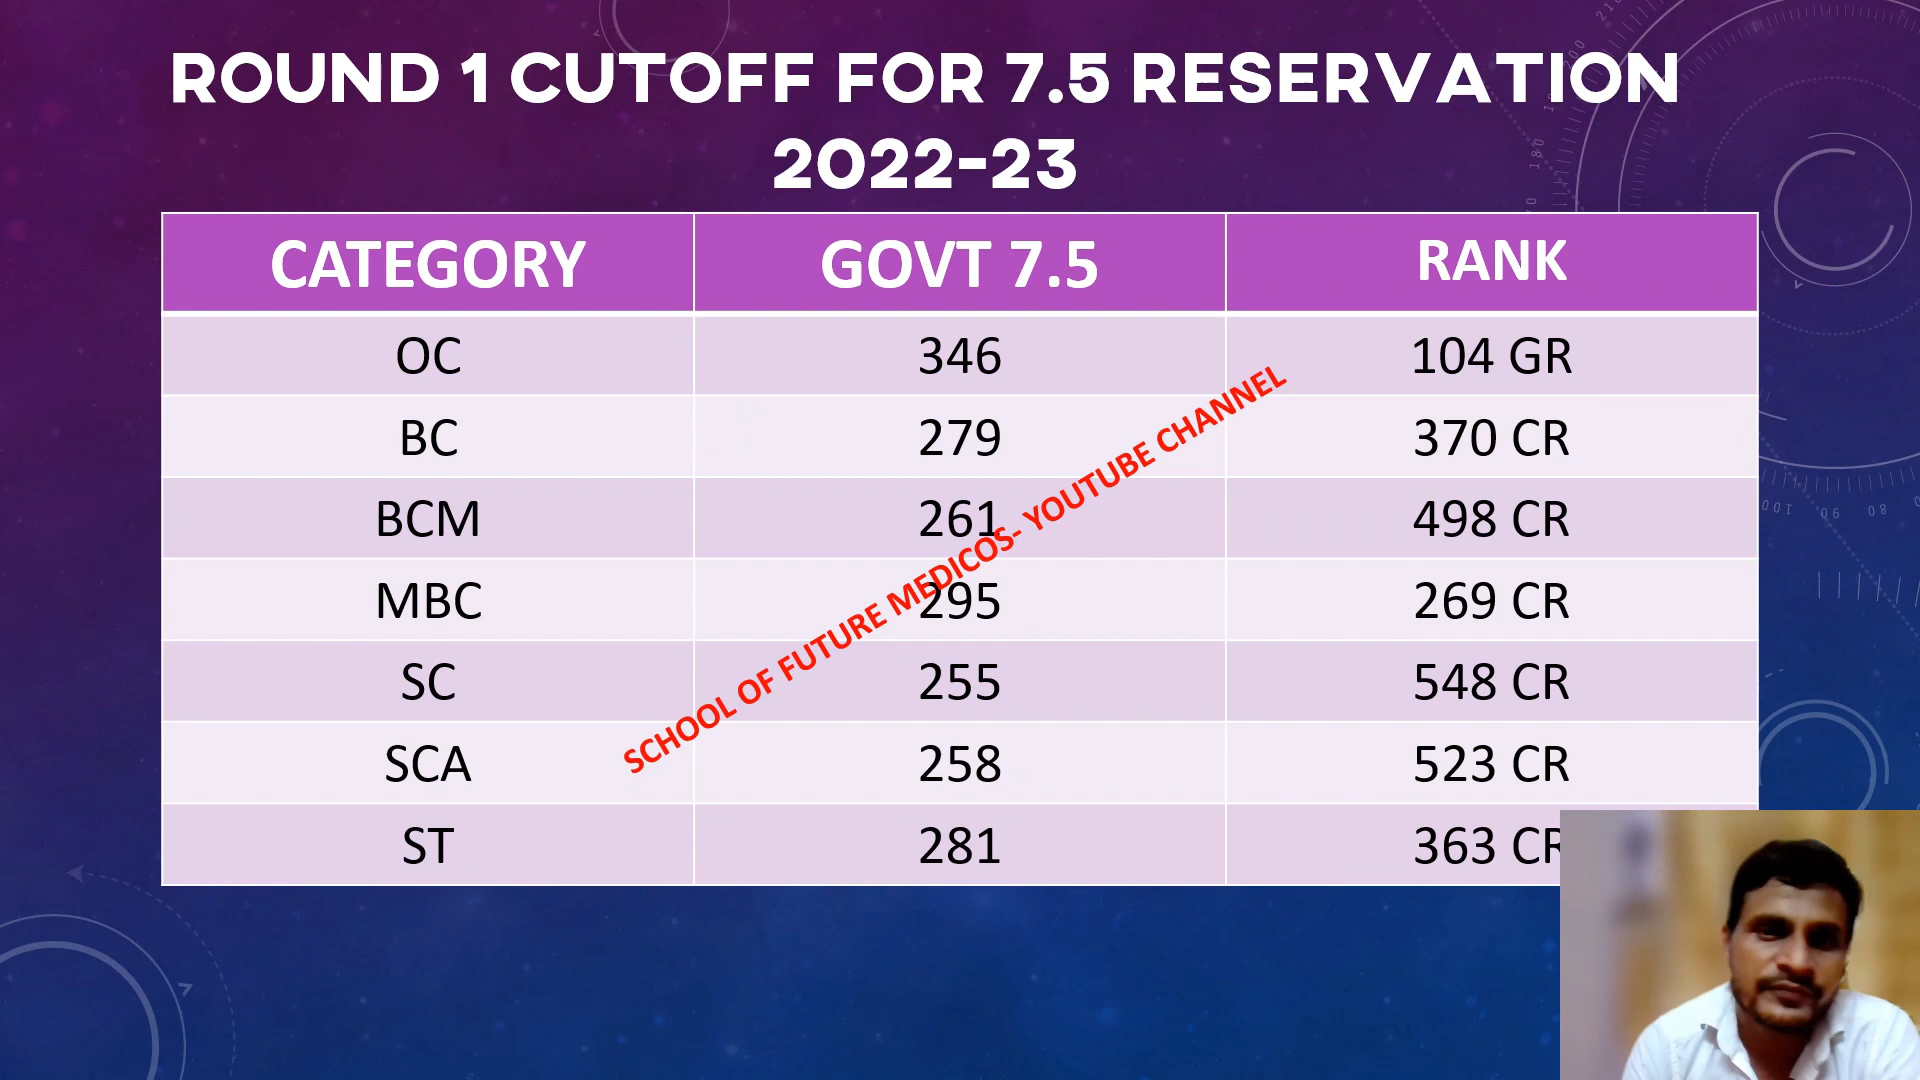 ROUND 1 CUTOFF FOR 7.5 RESERVATION
2022-23
CATEGORY GOVT 7.5 RANK
OC 346 104 GR
BC 279 370 CR
BCM 261 498 CR
MBC 295 269 CR
SC 255 548 CR
SCA 258 523 CR
ST 281 363 CR
SCHOOL OF FUTURE MEDICOS- YOUTUBE CHANNEL